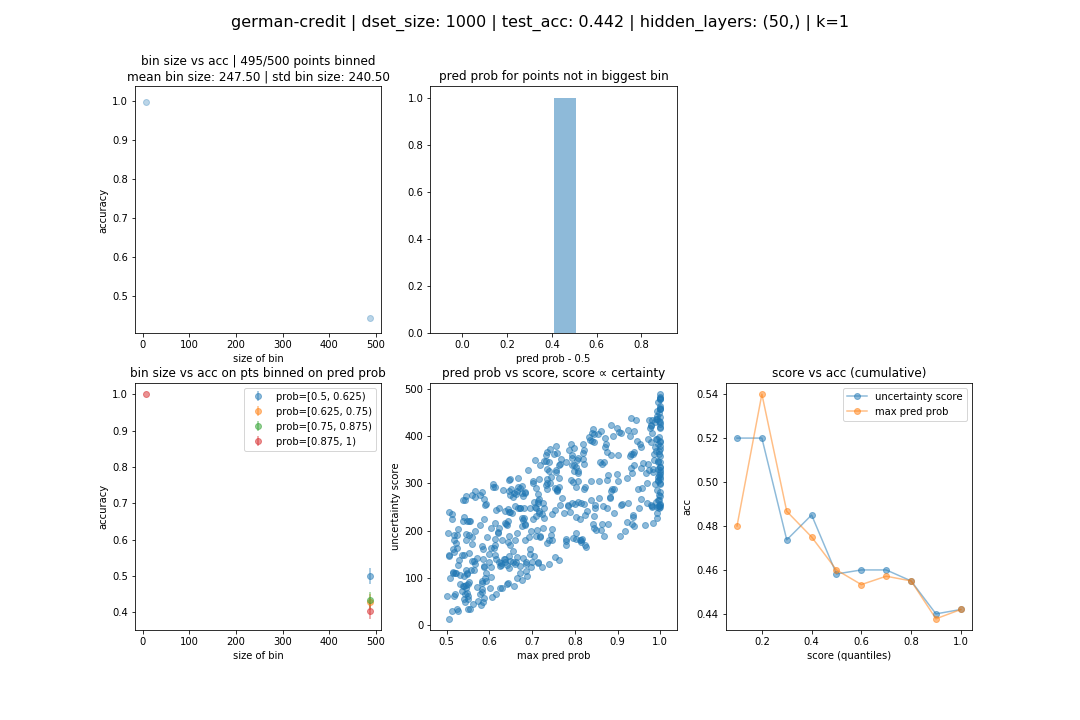 german-credit | dset_size: 1000 | test_acc: 0.442 | hidden_layers: (50,) | k=1
bin size vs acc | 495/500 points binned
mean bin size: 247.50 | std bin size: 240.50
1.0
0.9
0.8
0.7
0.6
0.5
accuracy
0
100
200
300
400
500
size of bin
pred prob for points not in biggest bin
1.0
0.8
0.6
0.4
0.2
0.0
0.0
0.2
0.4
0.6
0.8
pred prob - 0.5
bin size vs acc on pts binned on pred prob
1.0
0.9
0.8
0.7
0.6
0.5
0.4
accuracy
prob=[0.5, 0.625)
prob=[0.625, 0.75)
prob=[0.75, 0.875)
prob=[0.875, 1)
0
100
200
300
400
500
size of bin
pred prob vs score, score ∝ certainty
500
400
300
200
100
0
uncertainty score
0.5
0.6
0.7
0.8
0.9
1.0
max pred prob
score vs acc (cumulative)
0.54
0.52
0.50
0.48
0.46
0.44
acc
uncertainty score
max pred prob
0.2
0.4
0.6
0.8
1.0
score (quantiles)